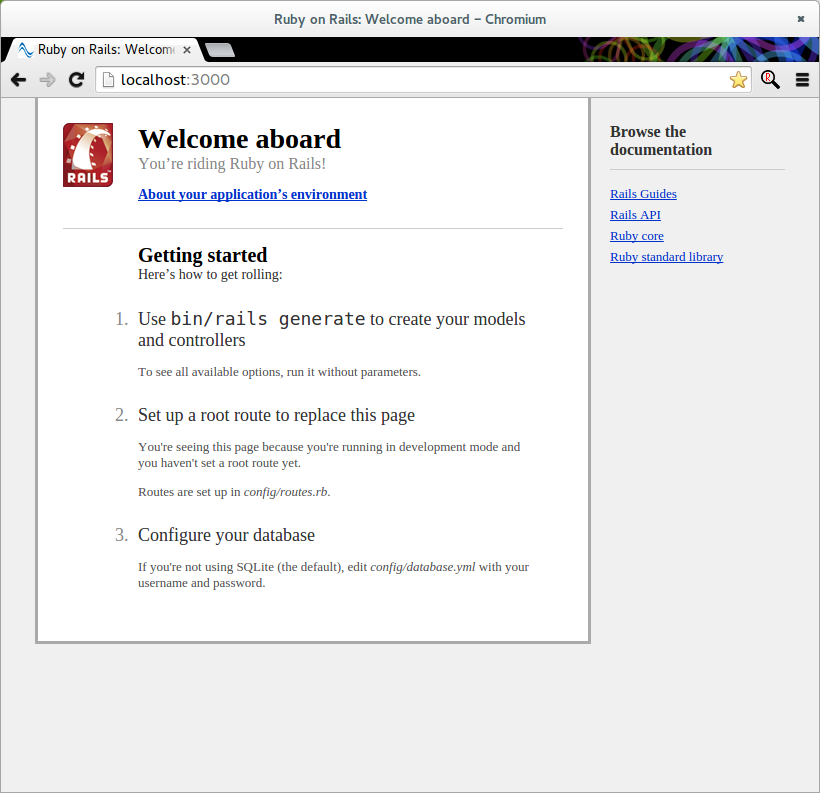 Ruby on Rails: Welcome aboard - Chromium
Ruby on Rails: Welcome
localhost:3000
RAILS
Welcome aboard
You’re riding Ruby on Rails!
About your application’s environment
Getting started
Here’s how to get rolling:
1. Use bin/rails generate to create your models
and controllers
To see all available options, run it without parameters.
2. Set up a root route to replace this page
You're seeing this page because you're running in development mode and
you haven't set a root route yet.
Routes are set up in config/routes.rb.
3. Configure your database
If you're not using SQLite (the default), edit config/database.yml with your
username and password.
Browse the
documentation
Rails Guides
Rails API
Ruby core
Ruby standard library